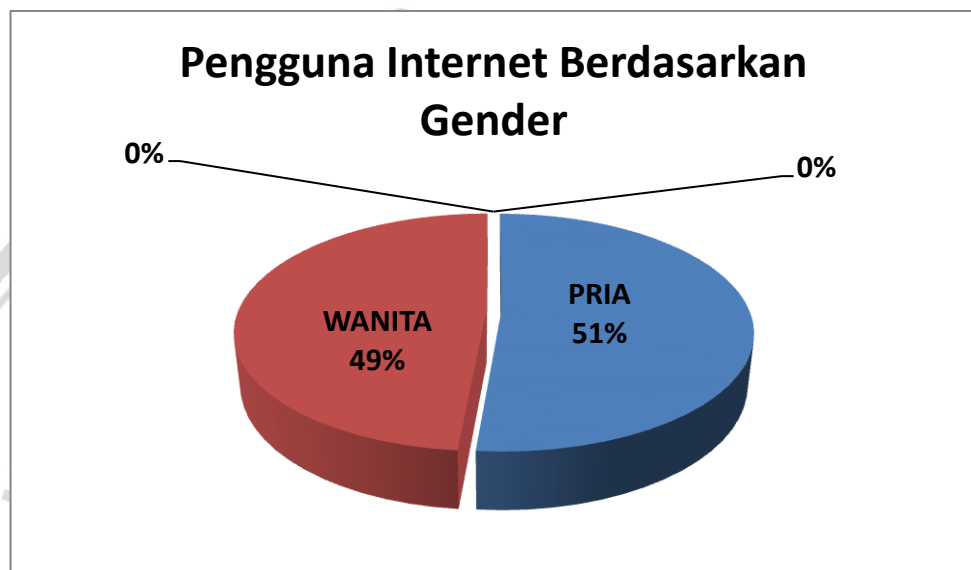 Pengguna Internet Berdasarkan
Gender
0%
0%
PRIA
51%
WANITA
49%